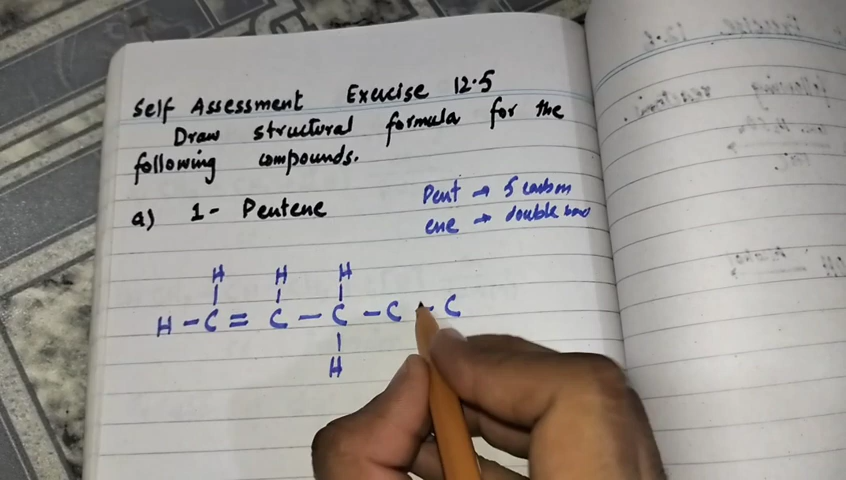 Self Assessment Exercise 12.5
Draw structural formula for the
following compounds.
a) 1- Pentene
Pent → 5 carbon
ene → double bond
H H H
H - C = C - C - C - C
H